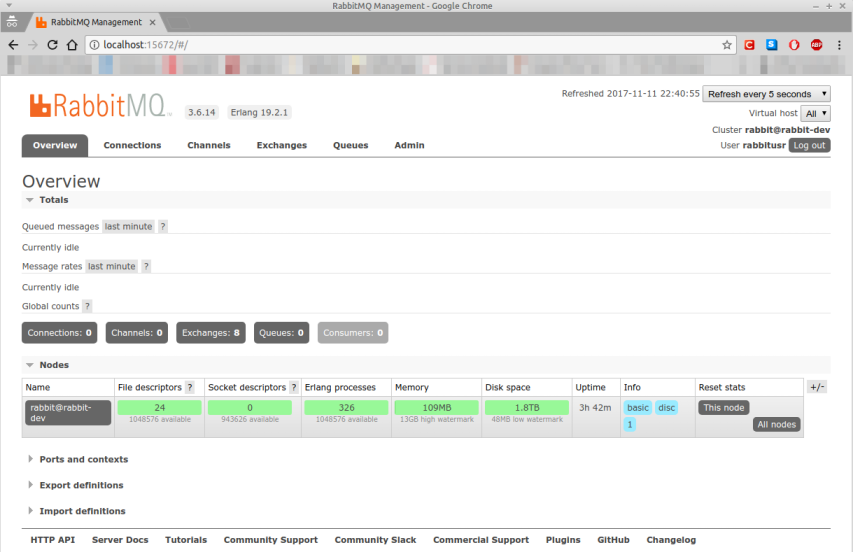 RabbitMQ Management - Google Chrome
RabbitMQ Management ×
localhost:15672/#/
ABP
RabbitMQ 3.6.14 Erlang 19.2.1
Refreshed 2017-11-11 22:40:55 Refresh every 5 seconds
Virtual host All
Cluster rabbit@rabbit-dev
User rabbitusr Log out
Overview Connections Channels Exchanges Queues Admin
Overview
Totals
Queued messages last minute ?
Currently idle
Message rates last minute ?
Currently idle
Global counts ?
Connections: 0 Channels: 0 Exchanges: 8 Queues: 0 Consumers: 0
Nodes
Name File descriptors ? Socket descriptors ? Erlang processes Memory Disk space Uptime Info Reset stats +/-
rabbit@rabbit-dev 24 0 326 109MB 1.8TB 3h 42m basic disc 1 This node All nodes
1048576 available 943626 available 1048576 available 13GB high watermark 48MB low watermark
Ports and contexts
Export definitions
Import definitions
HTTP API Server Docs Tutorials Community Support Community Slack Commercial Support Plugins GitHub Changelog